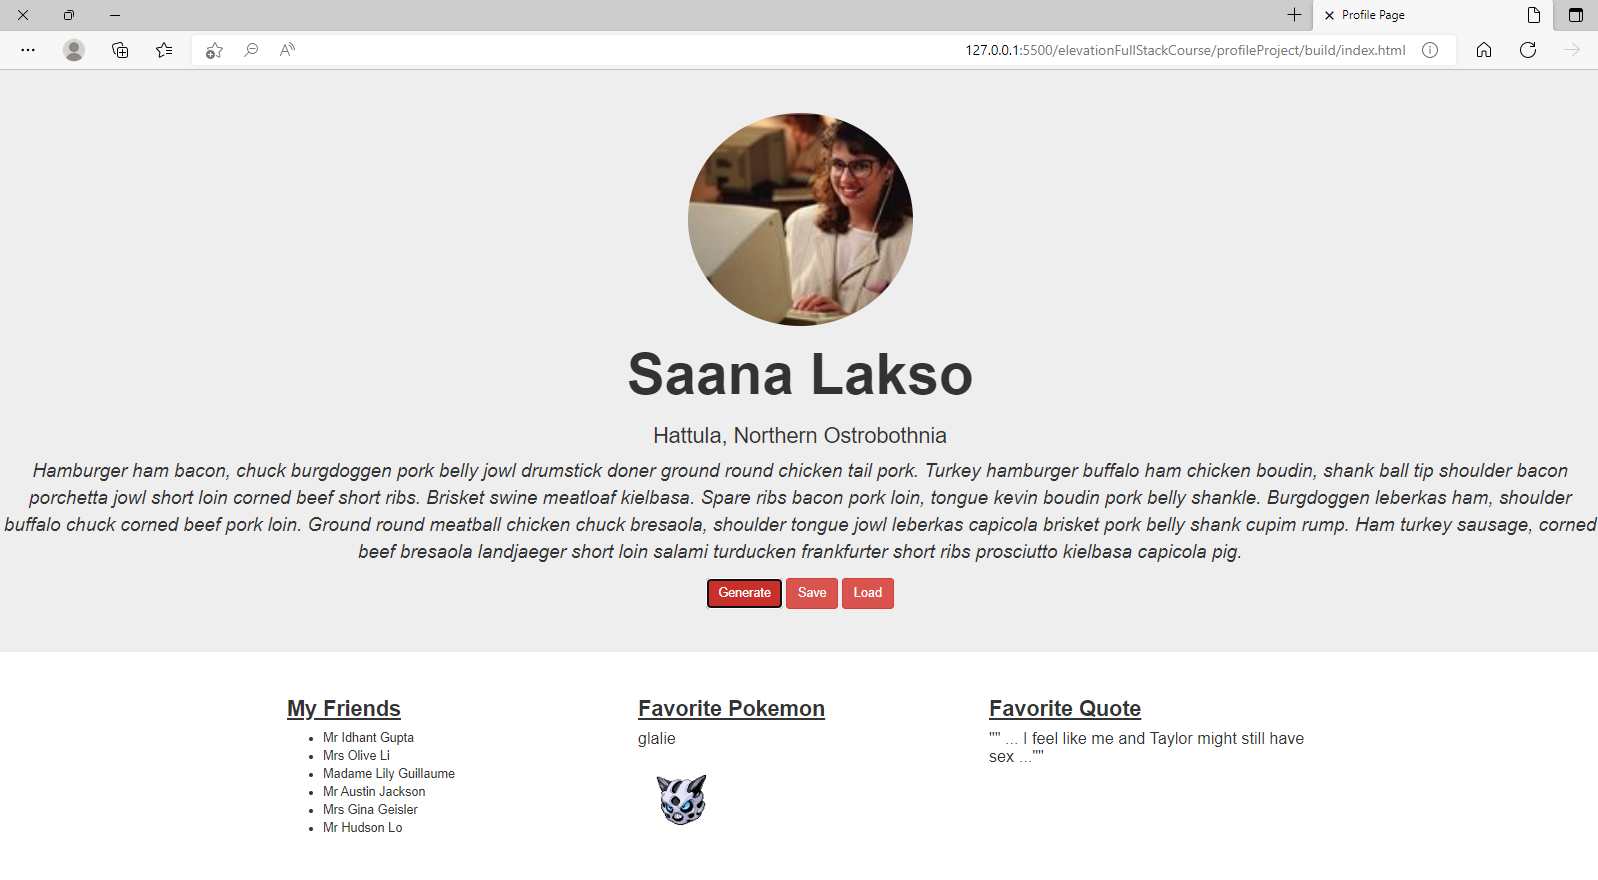 Profile Page
127.0.0.1:5500/elevationFullStackCourse/profileProject/build/index.html
Saana Lakso
Hattula, Northern Ostrobothnia
Hamburger ham bacon, chuck burgdoggen pork belly jowl drumstick doner ground round chicken tail pork. Turkey hamburger buffalo ham chicken boudin, shank ball tip shoulder bacon
porchetta jowl short loin corned beef short ribs. Brisket swine meatloaf kielbasa. Spare ribs bacon pork loin, tongue kevin boudin pork belly shankle. Burgdoggen leberkas ham, shoulder
buffalo chuck corned beef pork loin. Ground round meatball chicken chuck bresaola, shoulder tongue jowl leberkas capicola brisket pork belly shank cupim rump. Ham turkey sausage, corned
beef bresaola landjaeger short loin salami turducken frankfurter short ribs prosciutto kielbasa capicola pig.
Generate Save Load
My Friends
Mr Idhant Gupta
Mrs Olive Li
Madame Lily Guillaume
Mr Austin Jackson
Mrs Gina Geisler
Mr Hudson Lo
Favorite Pokemon
glalie
Favorite Quote
"" ... I feel like me and Taylor might still have
sex ...""